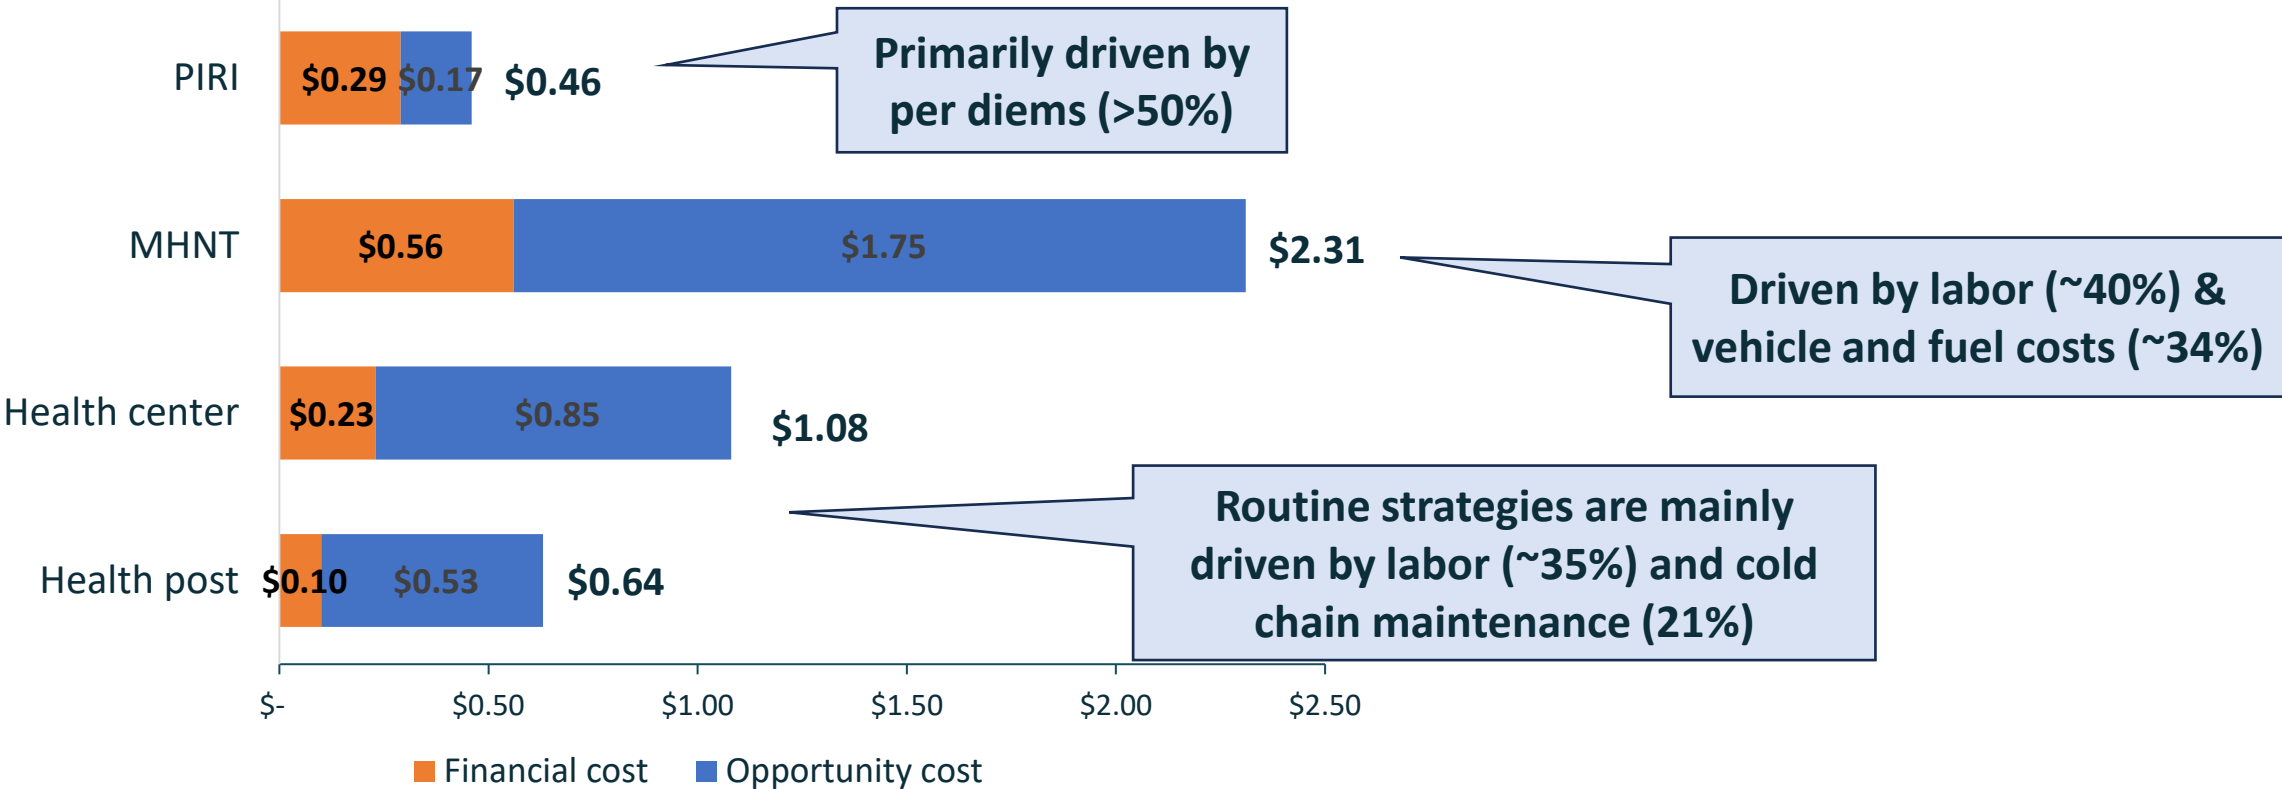 PIRI
$0.29
$0.17
$0.46
Primarily driven by
per diems (>50%)
MHNT
$0.56
$1.75
$2.31
Driven by labor (~40%) &
vehicle and fuel costs (~34%)
Health center
$0.23
$0.85
$1.08
Routine strategies are mainly
driven by labor (~35%) and cold
chain maintenance (21%)
Health post
$0.10
$0.53
$0.64
$-
$0.50
$1.00
$1.50
$2.00
$2.50
Financial cost
Opportunity cost